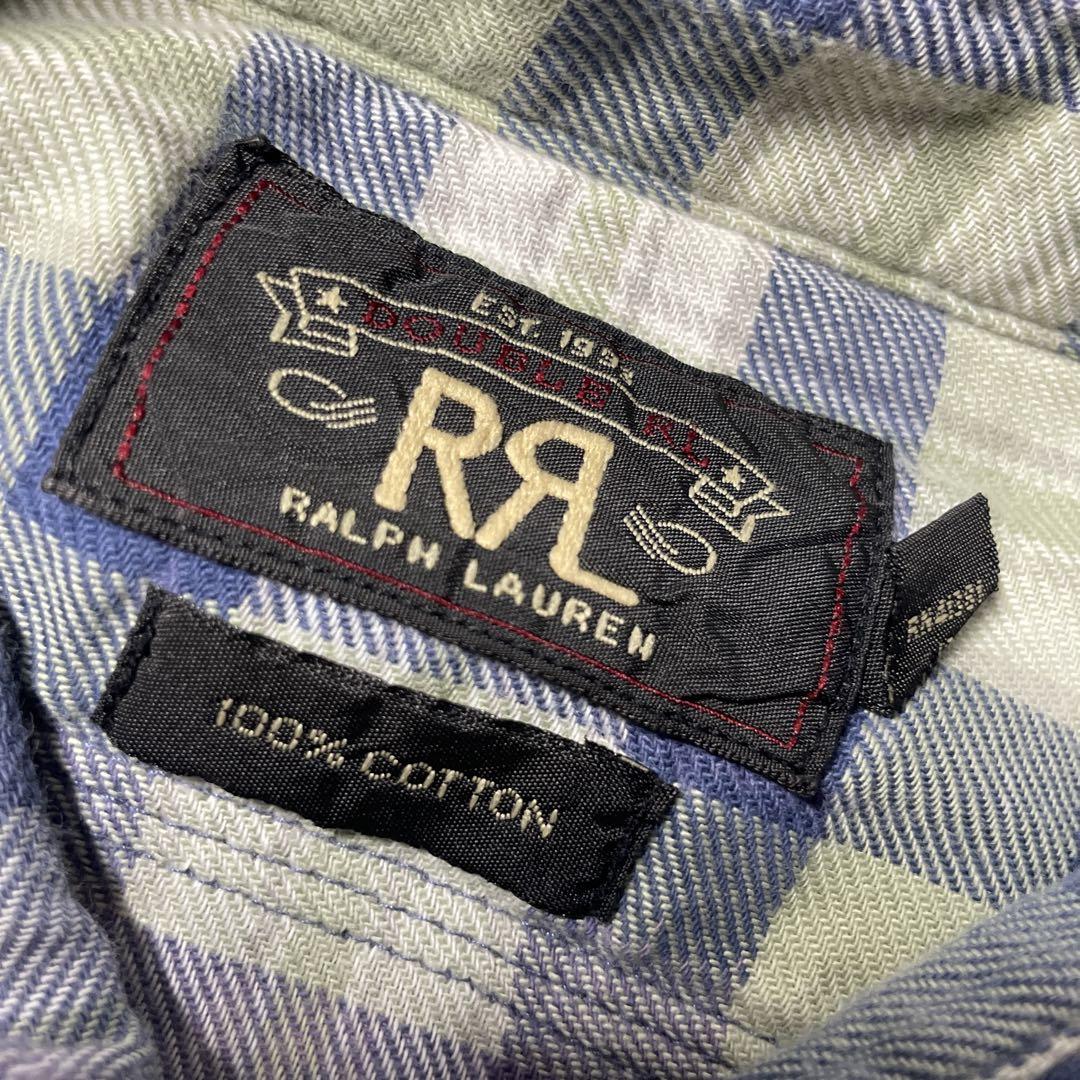 EST. 1993
DOUBLE RL
RRL
RALPH LAUREN
100% COTTON